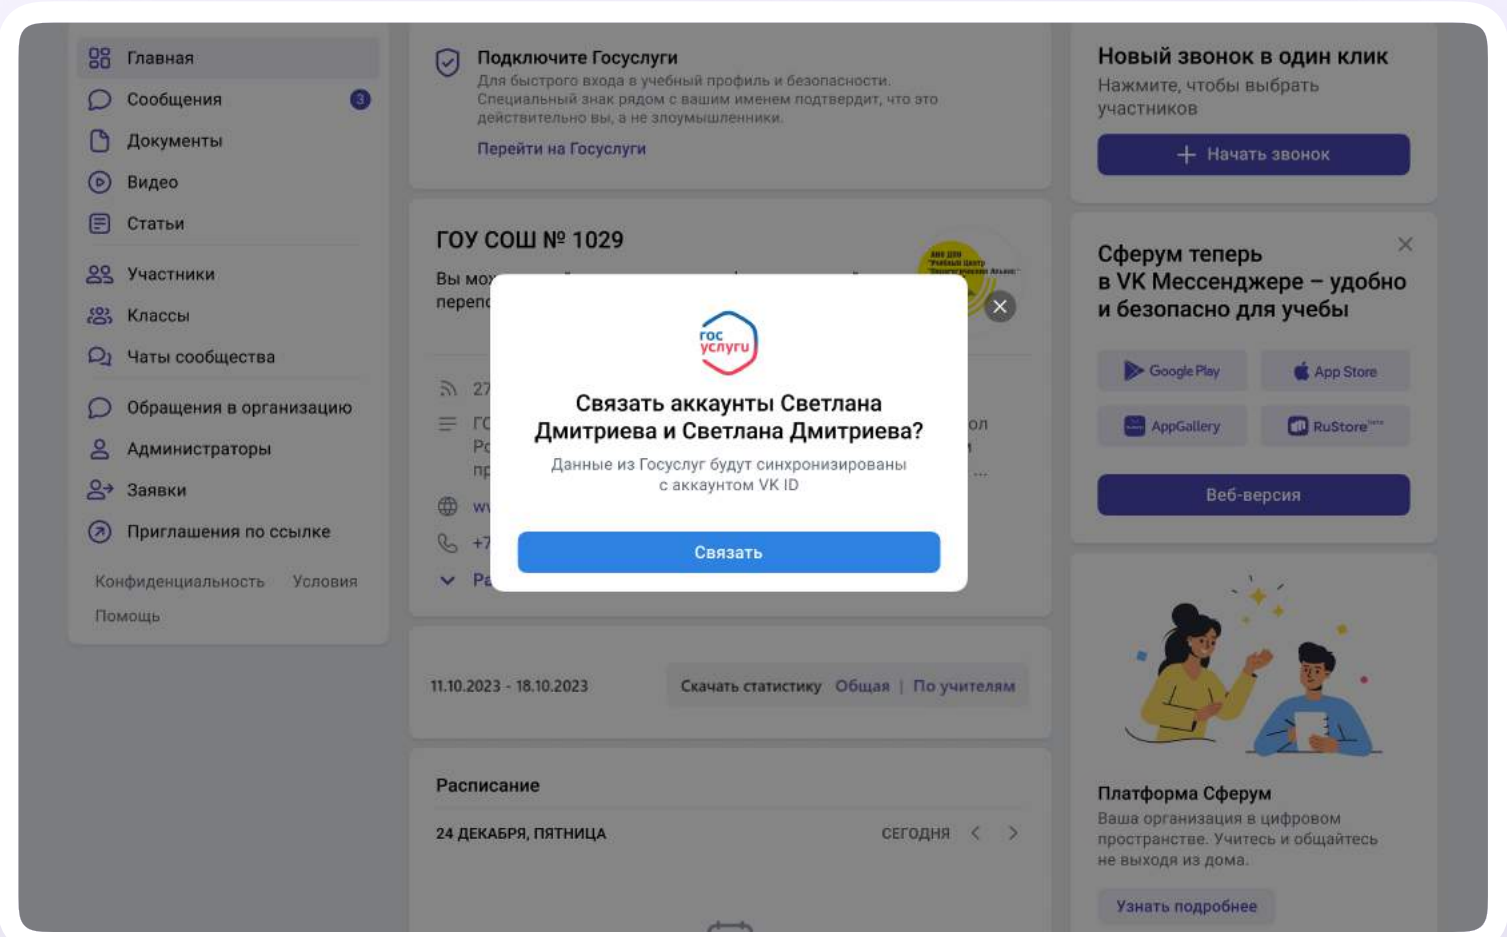 Главная
Сообщения 3
Документы
Видео
Статьи
Участники
Классы
Чаты сообщества
Обращения в организацию
Администраторы
Заявки
Приглашения по ссылке
Конфиденциальность Условия
Помощь
Подключите Госуслуги
Для быстрого входа в учебный профиль и безопасности.
Специальный знак рядом с вашим именем подтвердит, что это
действительно вы, а не злоумышленники.
Перейти на Госуслуги
ГОУ СОШ № 1029
Вы
27
+7
гос
услуги
Связать аккаунты Светлана
Дмитриева и Светлана Дмитриева?
Данные из Госуслуг будут синхронизированы
с аккаунтом VK ID
Связать
11.10.2023 - 18.10.2023 Скачать статистику Общая | По учителям
Расписание
24 ДЕКАБРЯ, ПЯТНИЦА СЕГОДНЯ
Новый звонок в один клик
Нажмите, чтобы выбрать
участников
+ Начать звонок
Сферум теперь
в VK Мессенджере – удобно
и безопасно для учебы
Google Play App Store
AppGallery RuStore
Веб-версия
Платформа Сферум
Ваша организация в цифровом
пространстве. Учитесь и общайтесь
не выходя из дома.
Узнать подробнее